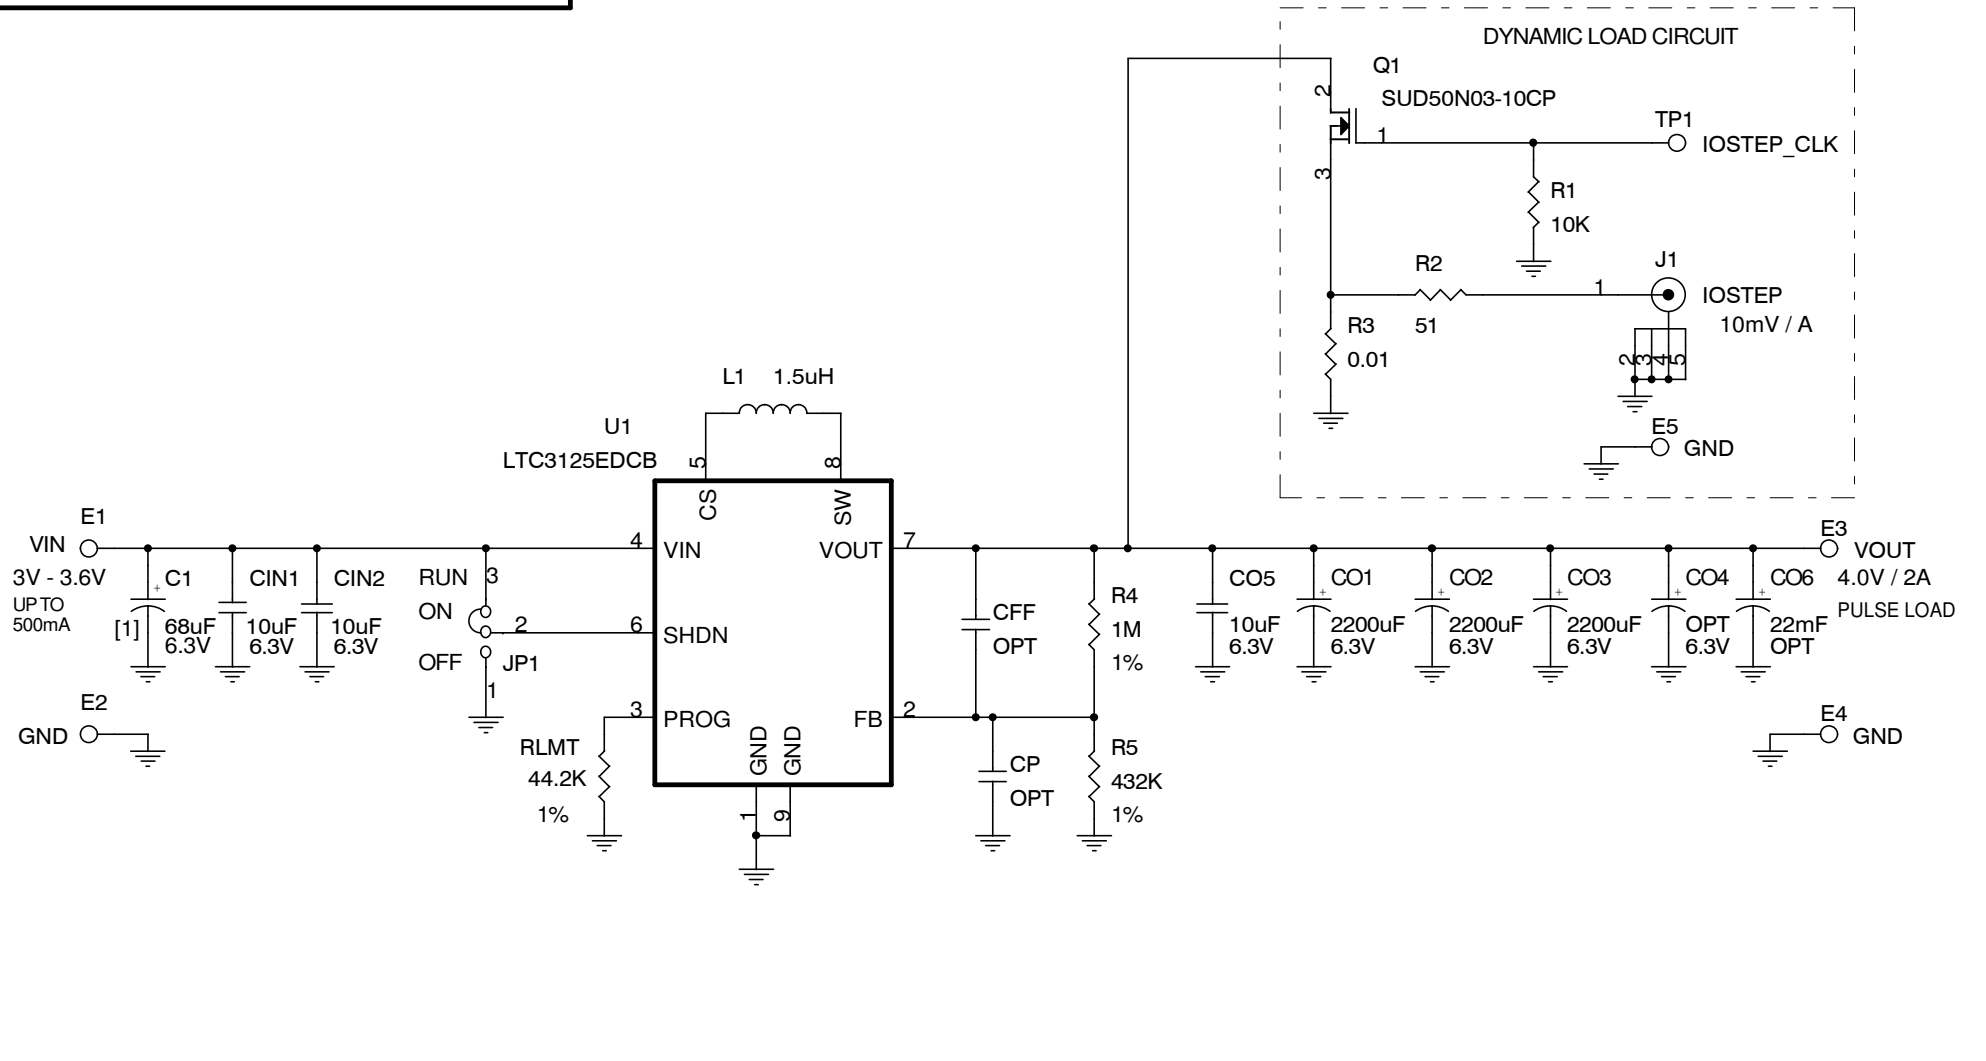 DYNAMIC LOAD CIRCUIT
Q1
SUD50N03-10CP
2
1
3
TP1
IOSTEP_CLK
R1
10K
R2
51
1
J1
IOSTEP
10mV / A
R3
0.01
2
3
4
5
E5
GND
L1 1.5uH
U1
LTC3125EDCB
5
8
CS
SW
E1
VIN
3V - 3.6V
UP TO
500mA
+
C1
[1]
68uF
6.3V
CIN1
10uF
6.3V
CIN2
10uF
6.3V
RUN
3
ON
2
OFF
JP1
1
E2
GND
4
VIN
6
SHDN
3
PROG
VOUT
7
FB
2
GND
GND
1
9
RLMT
44.2K
1%
CFF
OPT
R4
1M
1%
CP
OPT
R5
432K
1%
CO5
10uF
6.3V
+
CO1
2200uF
6.3V
+
CO2
2200uF
6.3V
+
CO3
2200uF
6.3V
+
CO4
OPT
6.3V
+
CO6
22mF
OPT
E3
VOUT
4.0V / 2A
PULSE LOAD
E4
GND